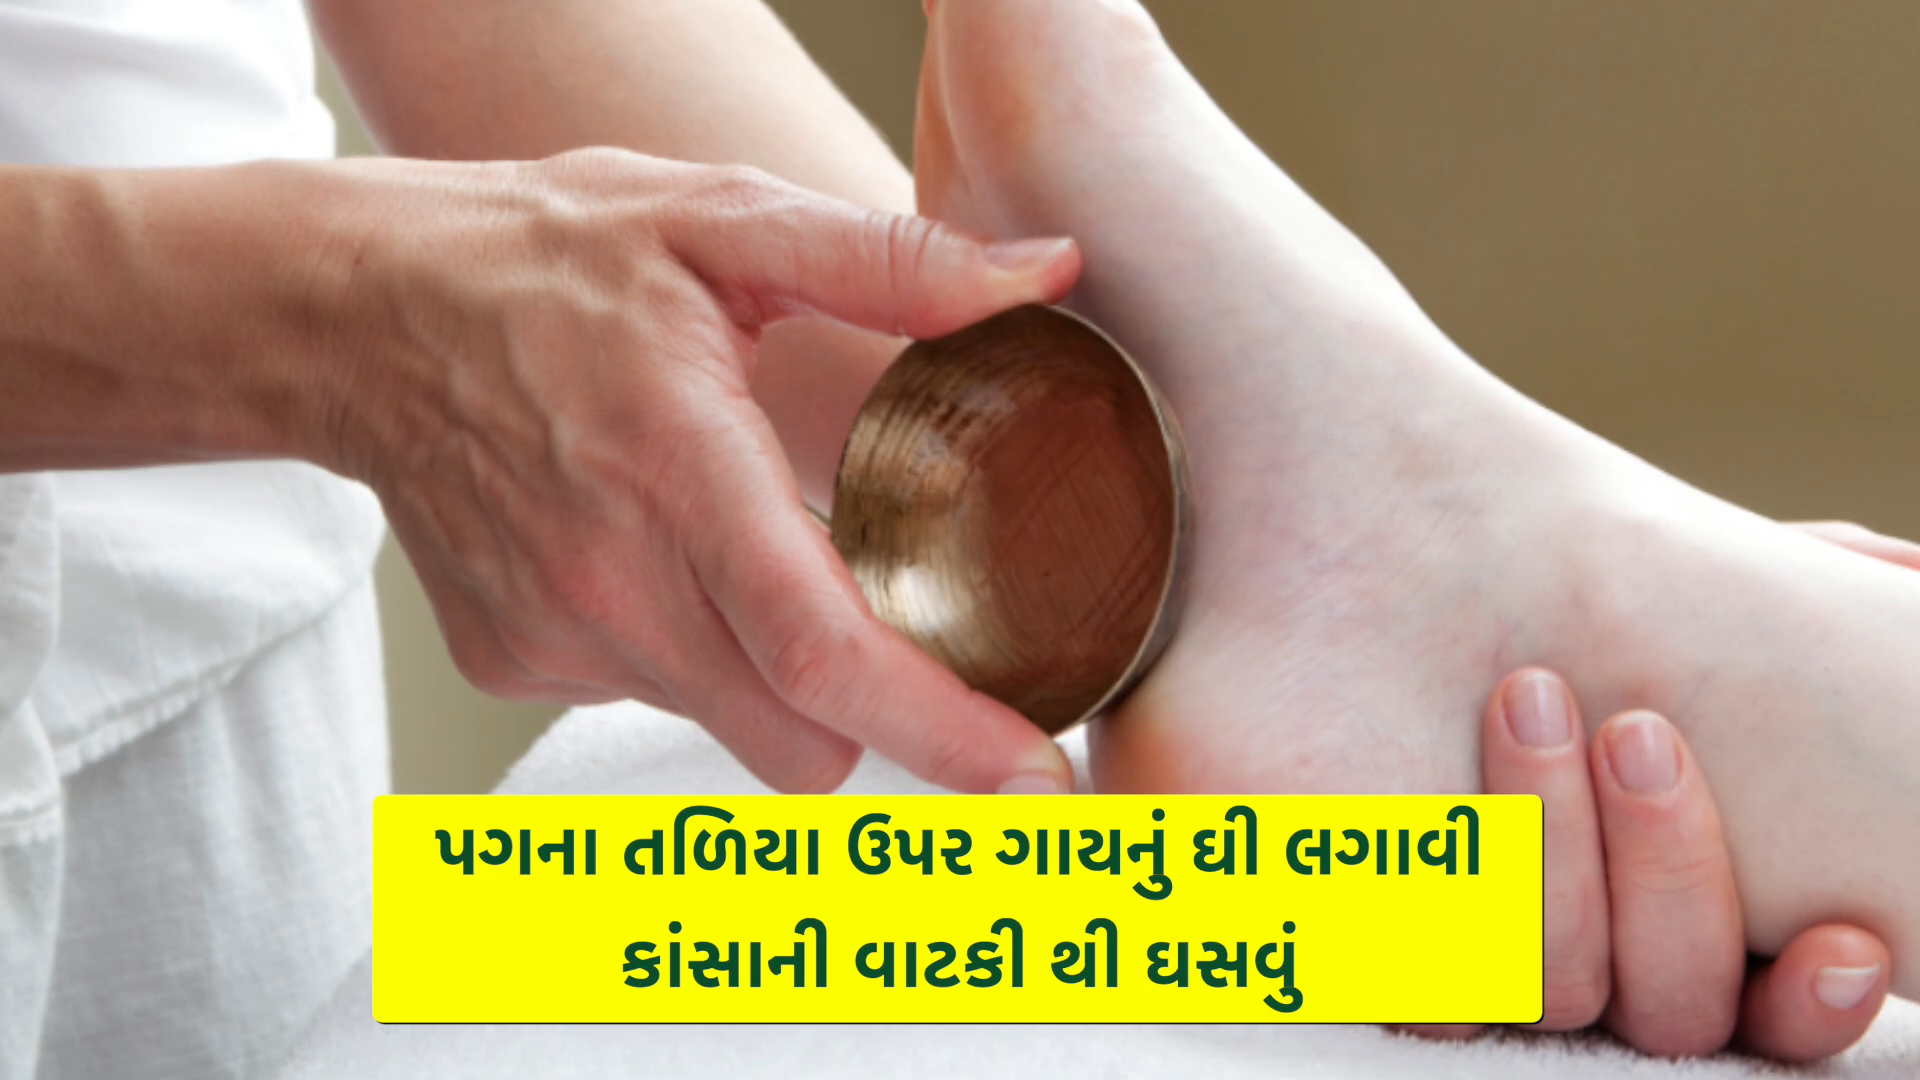 પગના તળિયા ઉપર ગાયનું ઘી લગાવી
કાંસાની વાટકી થી ઘસવું